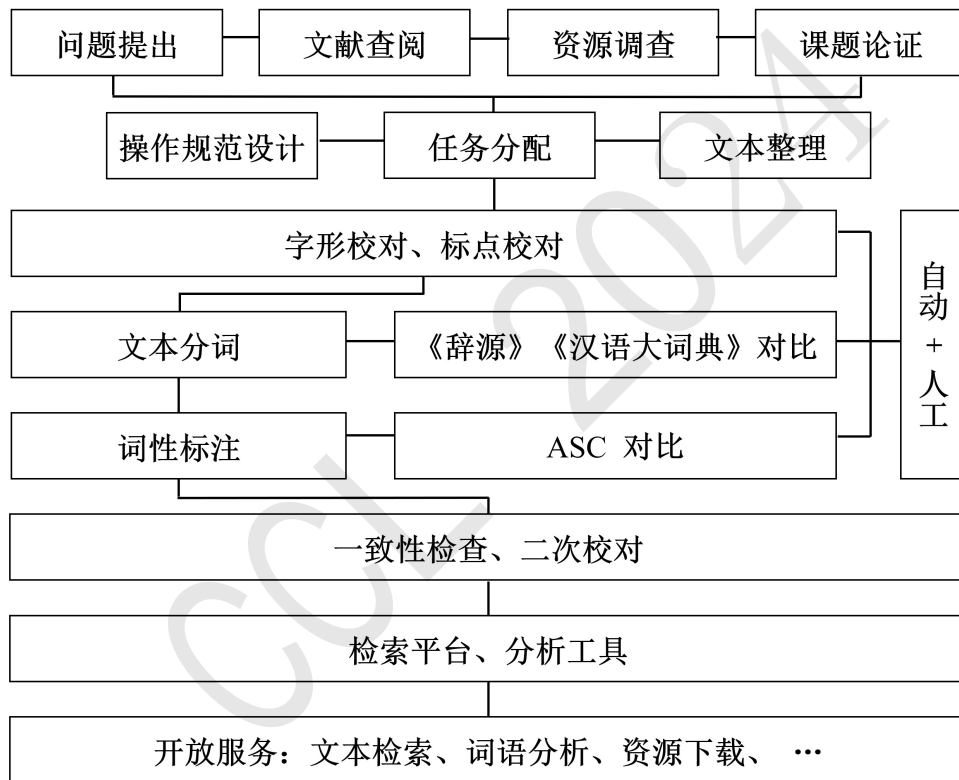 问题提出
文献查阅
资源调查
课题论证
操作规范设计
任务分配
文本整理
字形校对、标点校对
自动+人工
文本分词
《辞源》《汉语大词典》对比
词性标注
ASC 对比
一致性检查、二次校对
检索平台、分析工具
开放服务：文本检索、词语分析、资源下载、 …
CCL 2024